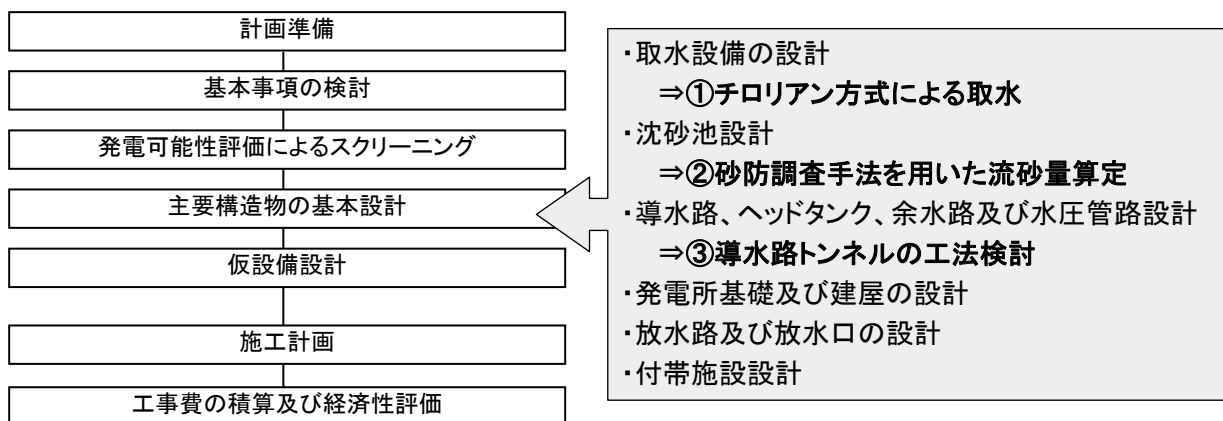 計画準備
基本事項の検討
発電可能性評価によるスクリーニング
主要構造物の基本設計
仮設備設計
施工計画
工事費の積算及び経済性評価
・取水設備の設計
⇒①チロリアン方式による取水
・沈砂池設計
⇒②砂防調査手法を用いた流砂量算定
・導水路、ヘッドタンク、余水路及び水圧管路設計
⇒③導水路トンネルの工法検討
・発電所基礎及び建屋の設計
・放水路及び放水口の設計
・付帯施設設計